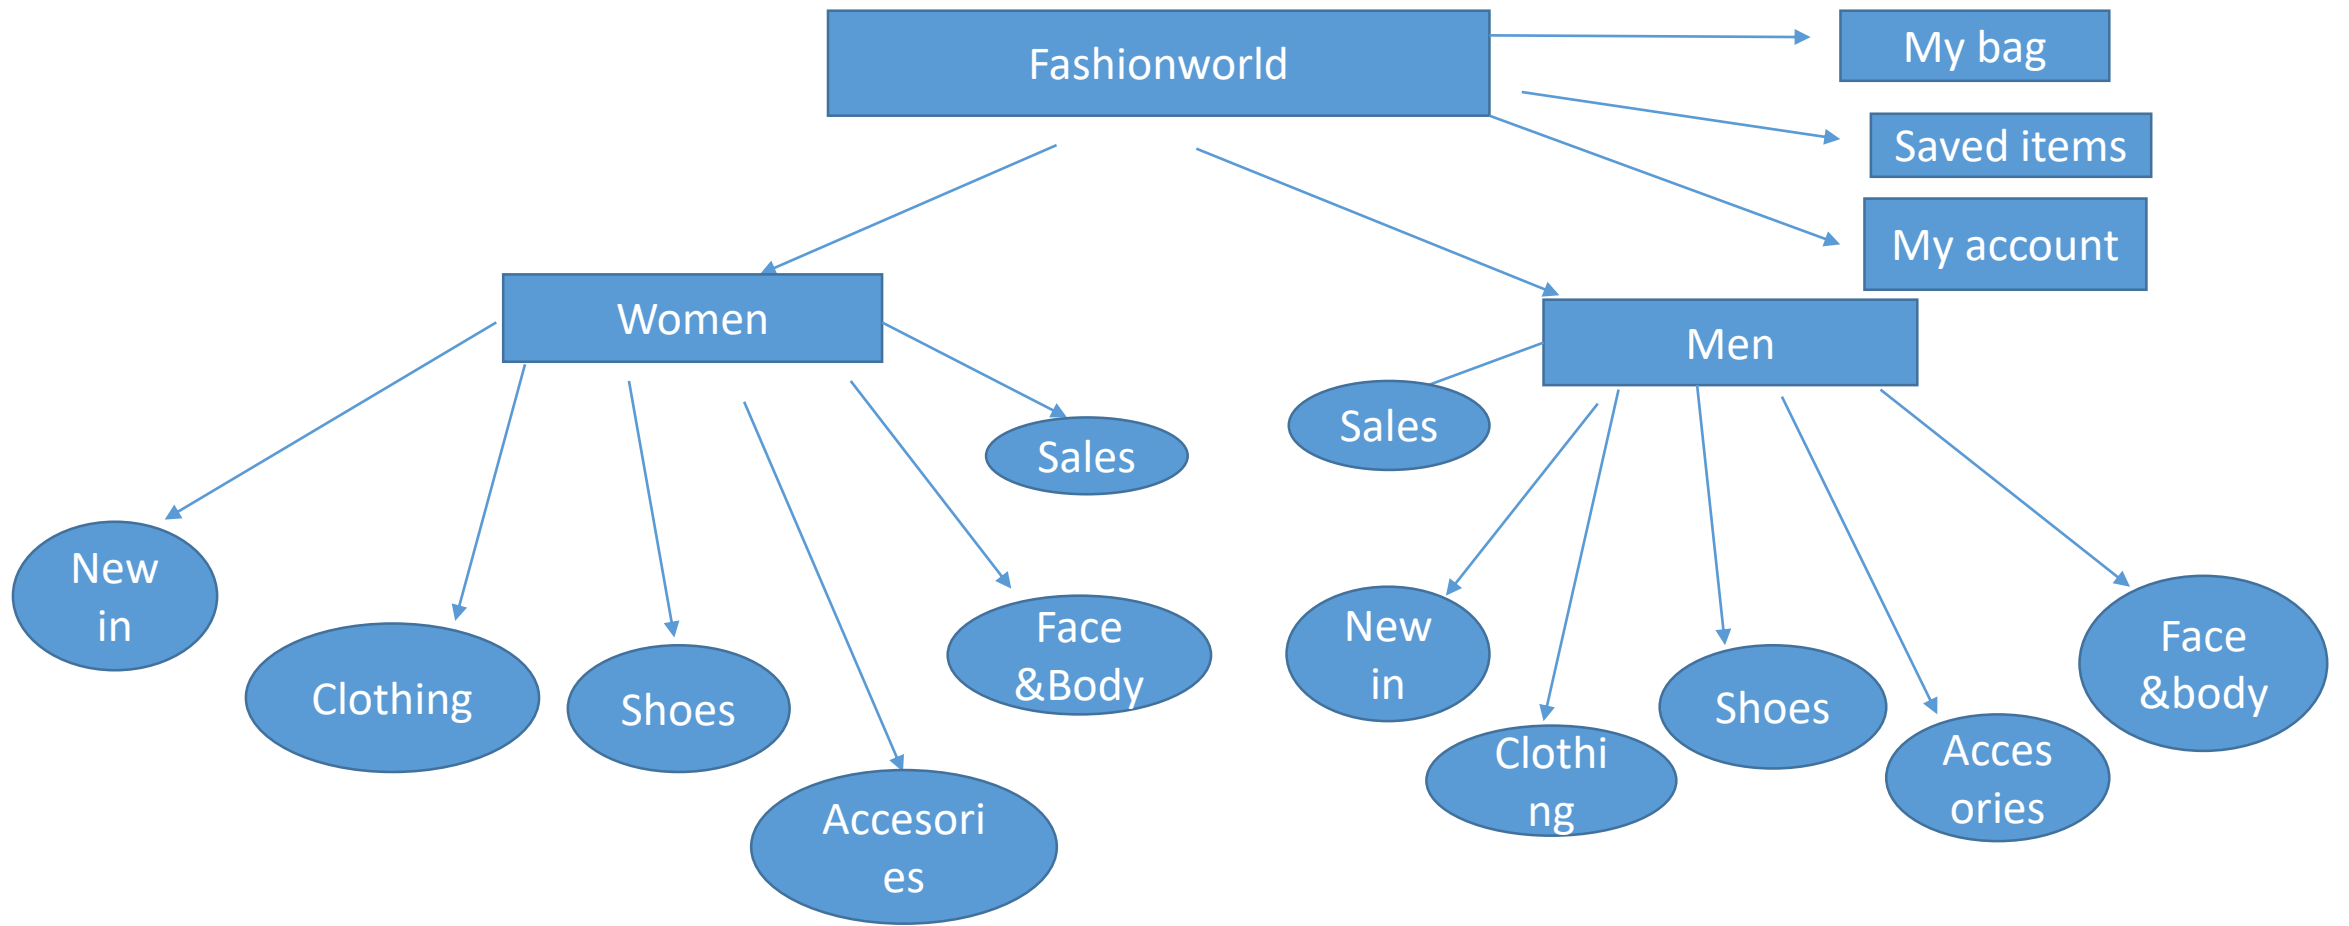 Fashionworld
My bag
Saved items
My account
Women
Men
Sales
Sales
New
in
Clothing
Shoes
Accesori
es
Face
&Body
New
in
Clothi
ng
Shoes
Acces
ories
Face
&body